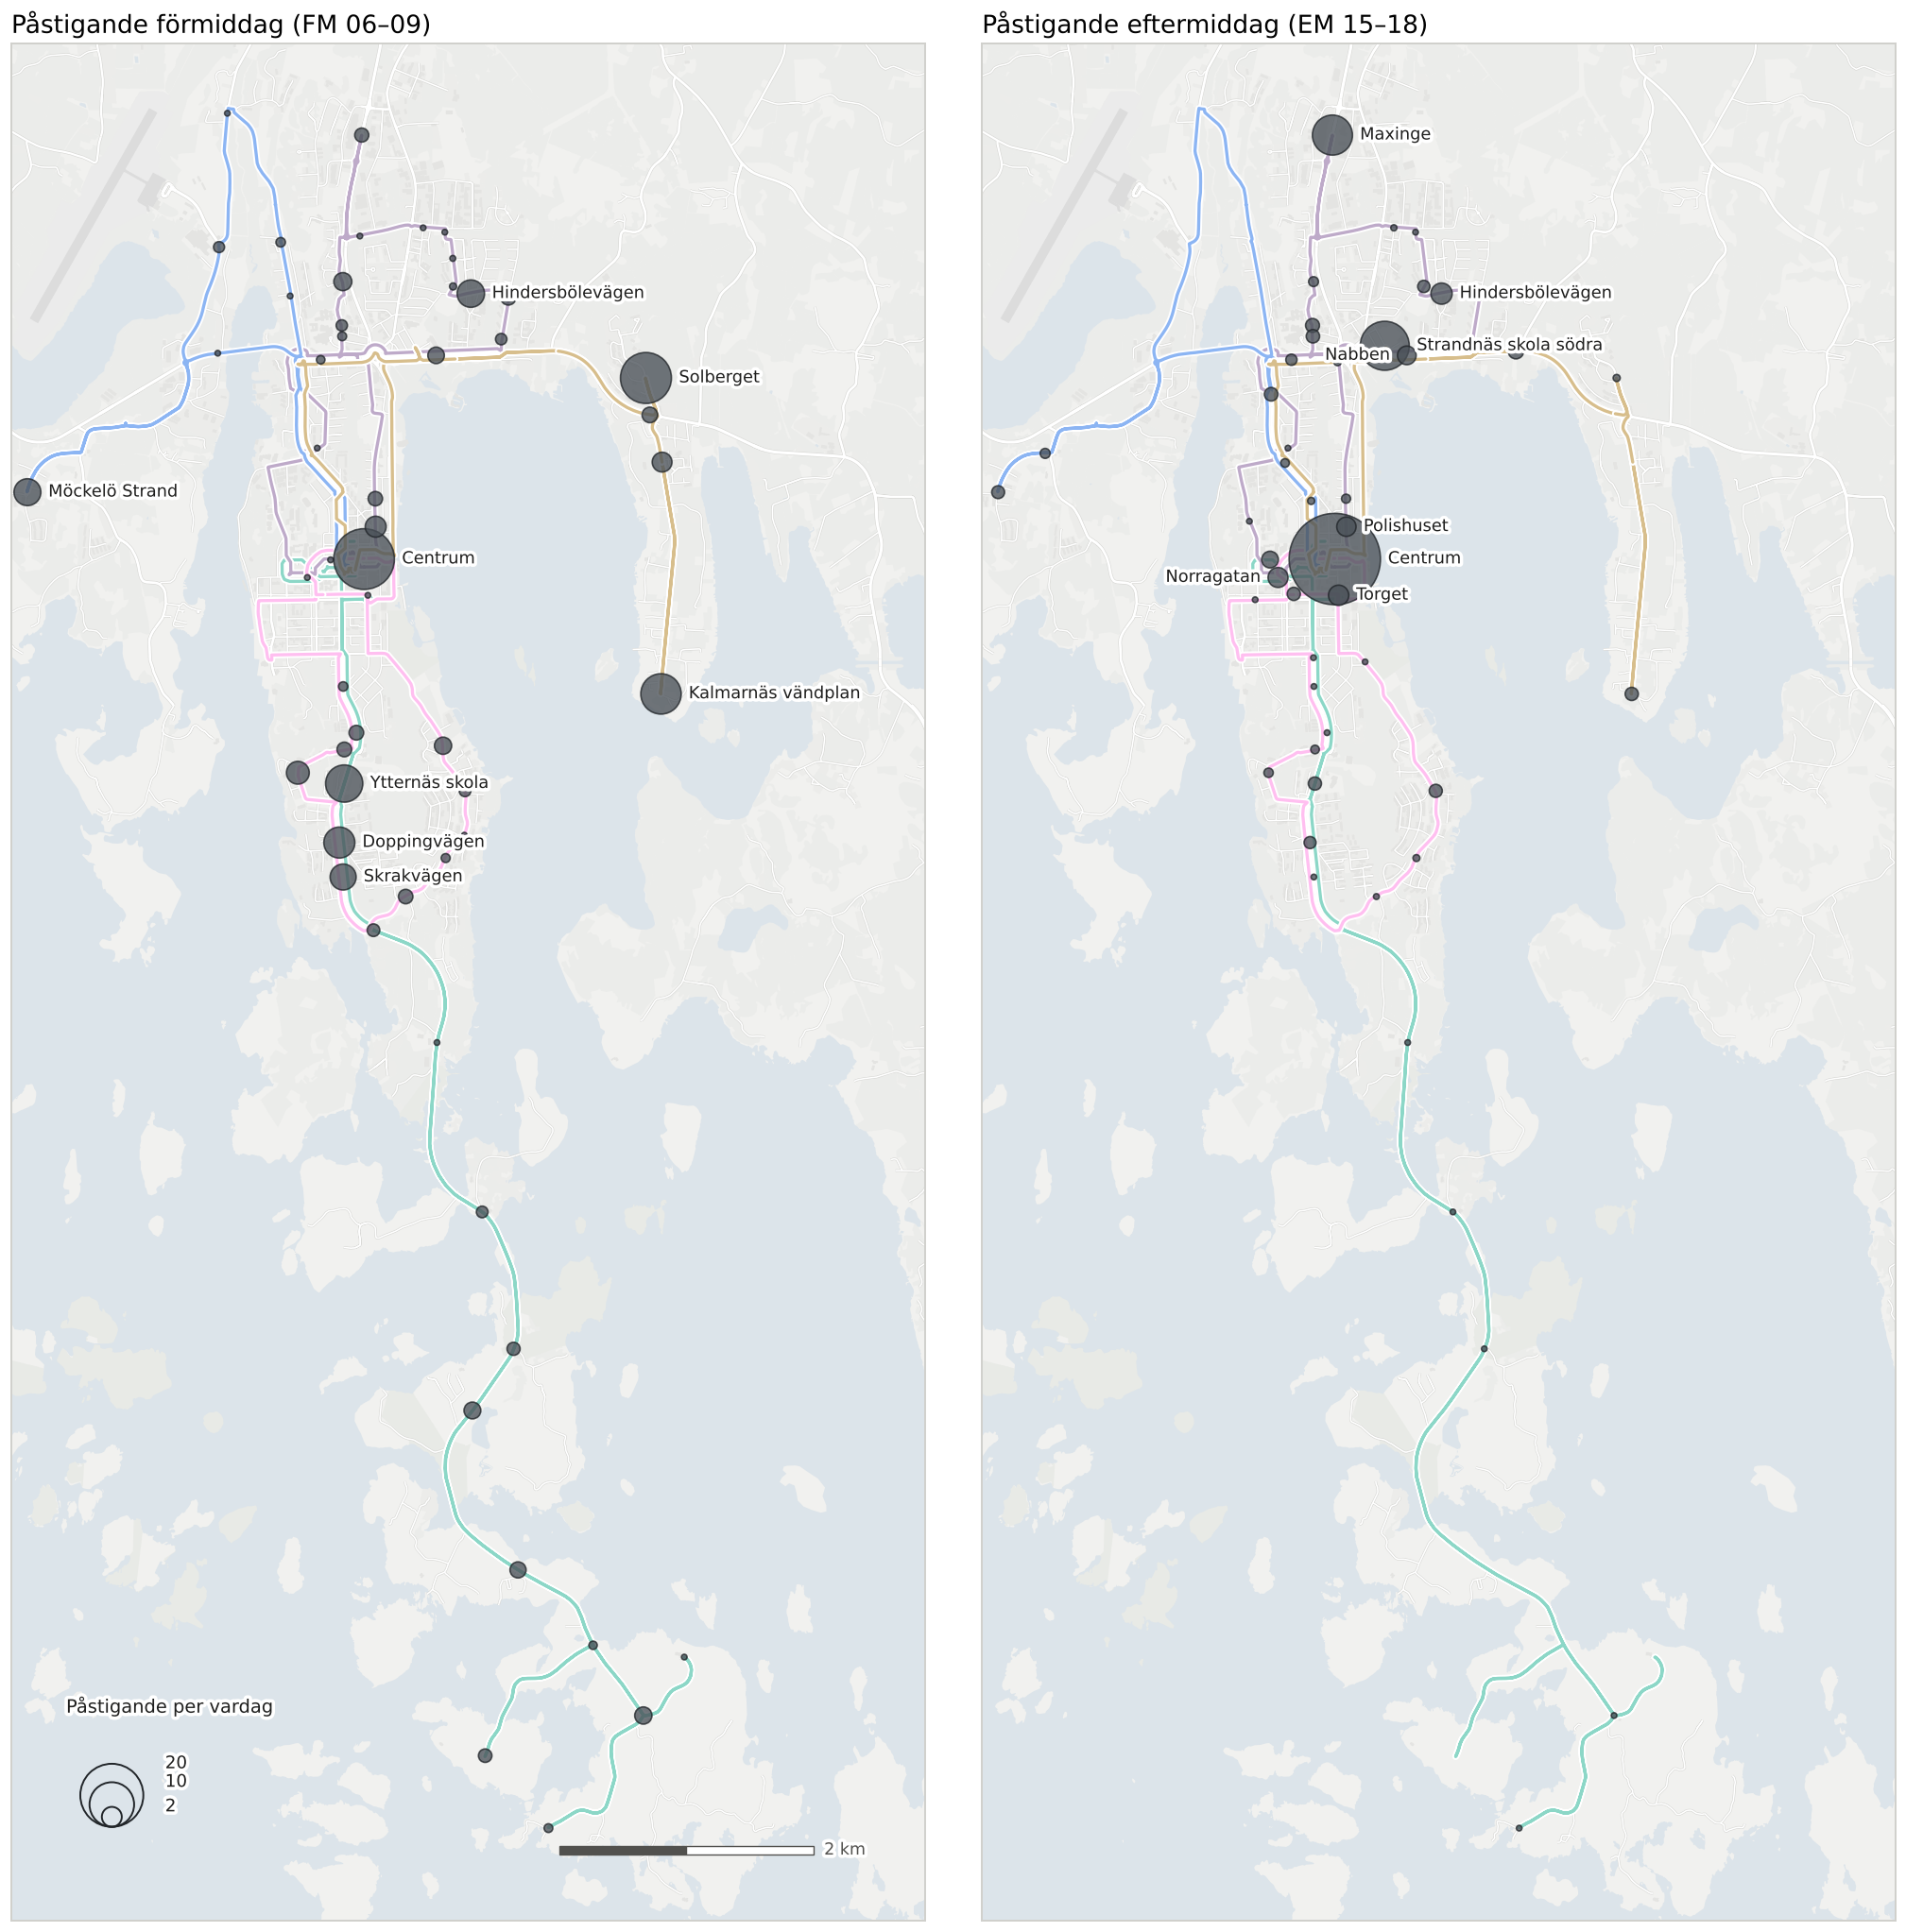 Påstigande förmiddag (FM 06–09)
Hindersbölevägen
Solberget
Möckelö Strand
Centrum
Kalmarnäs vändplan
Ytternäs skola
Doppingvägen
Skrakvägen
Påstigande per vardag
20
10
2
2 km
Påstigande eftermiddag (EM 15–18)
Maxinge
Hindersbölevägen
Strandnäs skola södra
Nabben
Polishuset
Centrum
Norragatan
Torget